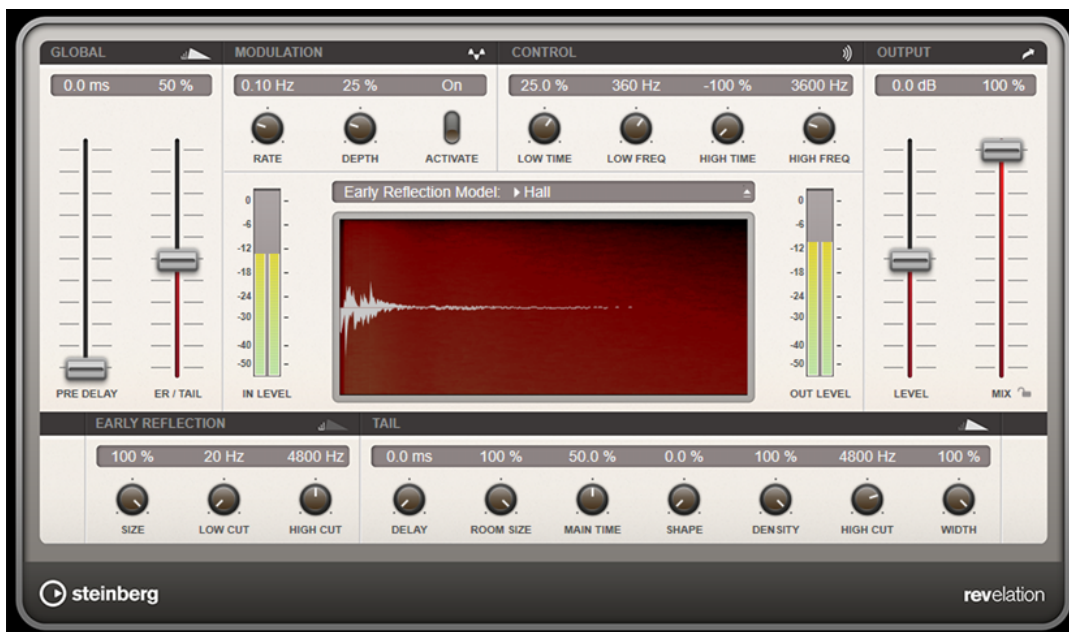 GLOBAL MODULATION CONTROL OUTPUT
0.0 ms 50 % 0.10 Hz 25 % On 25.0 % 360 Hz -100 % 3600 Hz 0.0 dB 100 %
RATE DEPTH ACTIVATE LOW TIME LOW FREQ HIGH TIME HIGH FREQ
Early Reflection Model: Hall
0 0
-6 -6
-12 -12
-18 -18
-24 -24
-30 -30
-40 -40
-50 -50
PRE DELAY ER / TAIL IN LEVEL OUT LEVEL LEVEL MIX
EARLY REFLECTION TAIL
100 % 20 Hz 4800 Hz 0.0 ms 100 % 50.0 % 0.0 % 100 % 4800 Hz 100 %
SIZE LOW CUT HIGH CUT DELAY ROOM SIZE MAIN TIME SHAPE DENSITY HIGH CUT WIDTH
steinberg revelation